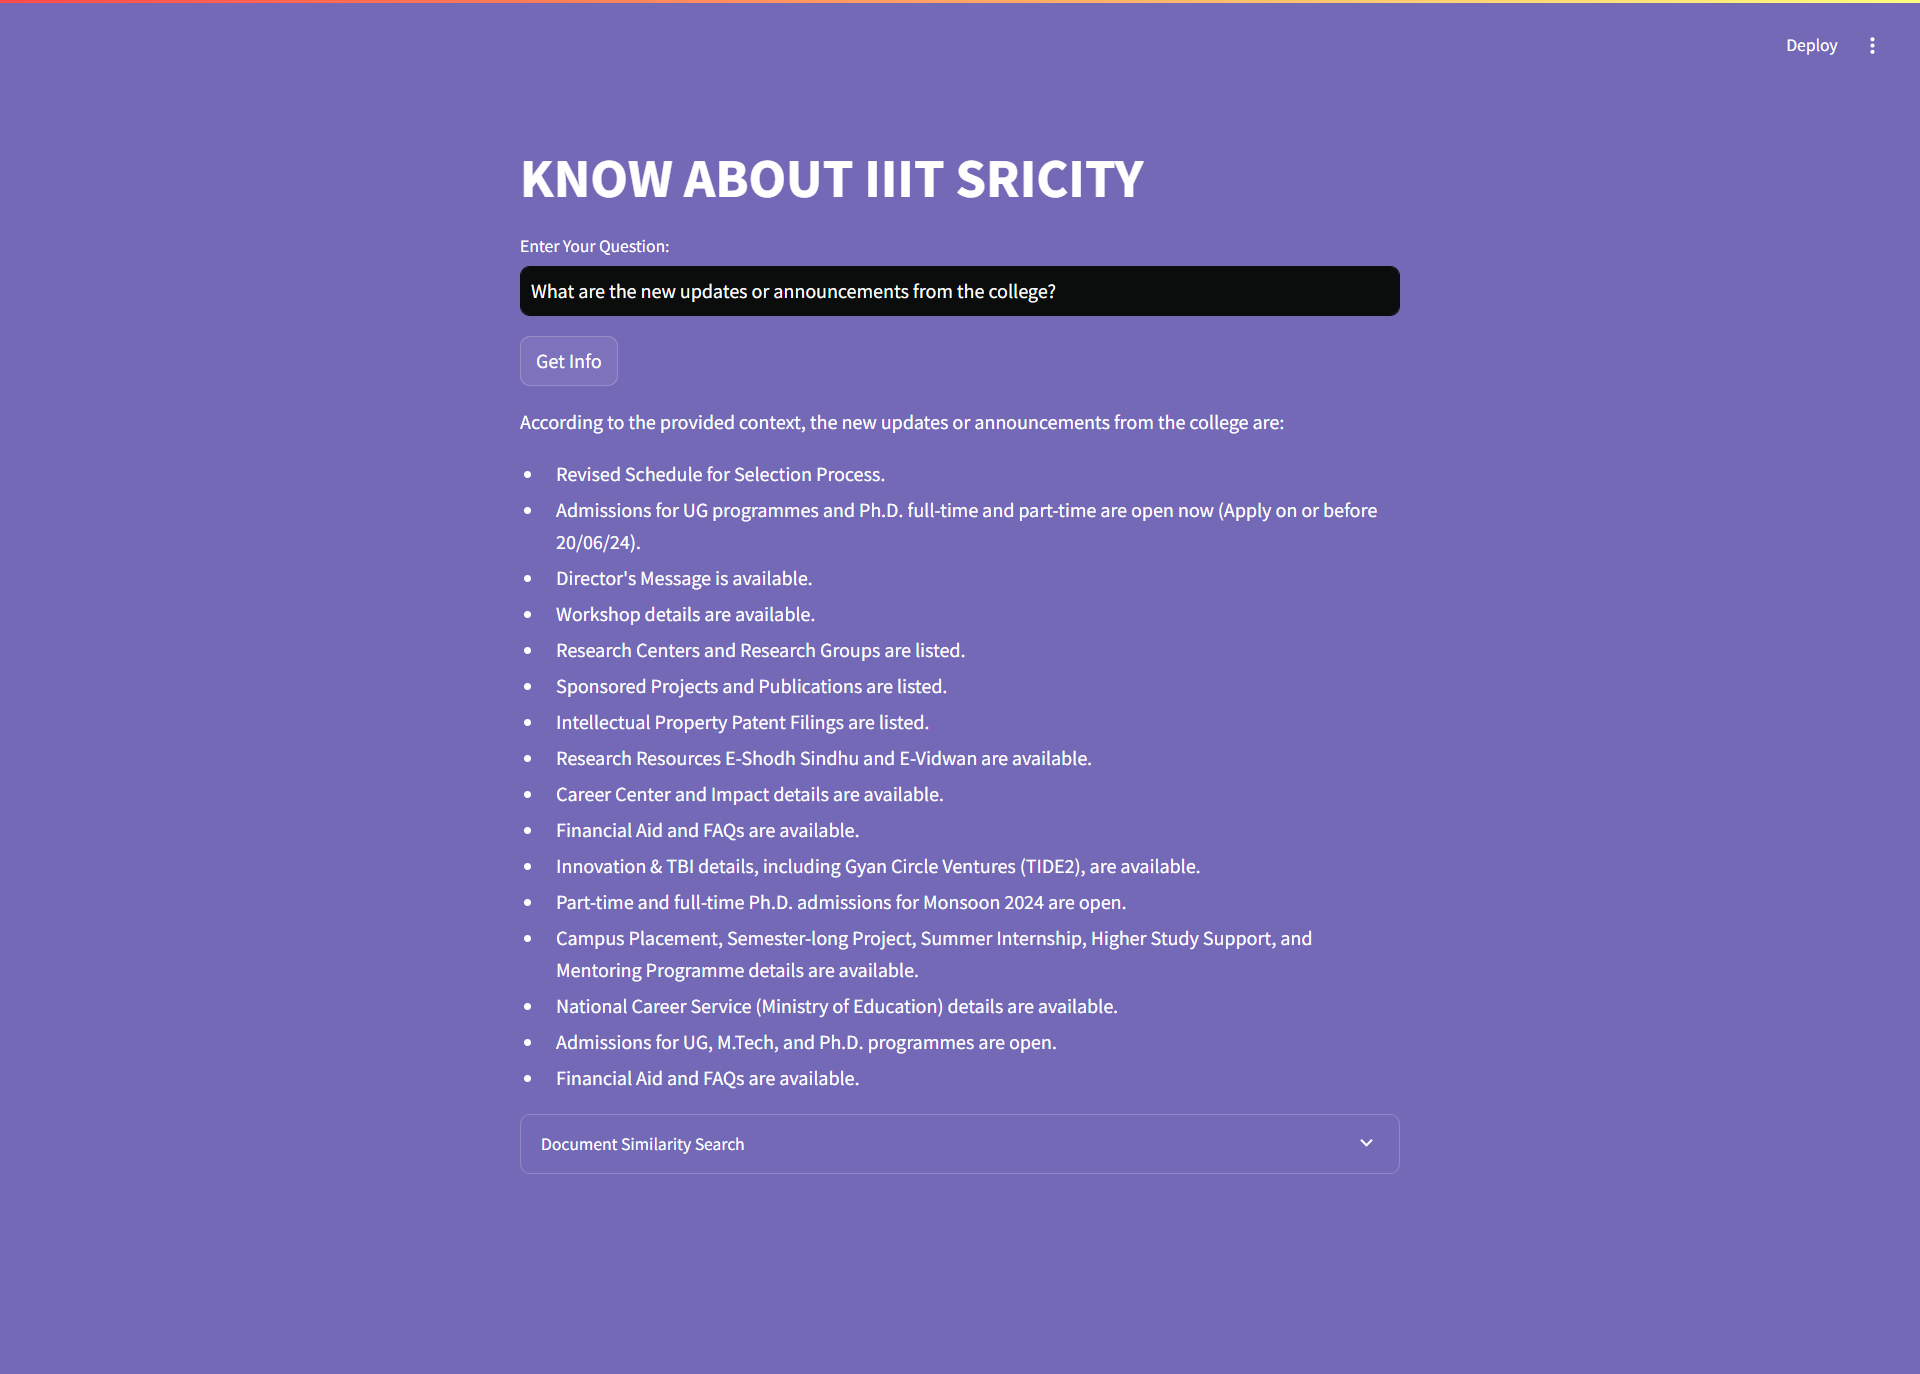 Deploy
KNOW ABOUT IIIT SRICITY
Enter Your Question:
What are the new updates or announcements from the college?
Get Info
According to the provided context, the new updates or announcements from the college are:
• Revised Schedule for Selection Process.
• Admissions for UG programmes and Ph.D. full-time and part-time are open now (Apply on or before
20/06/24).
• Director's Message is available.
• Workshop details are available.
• Research Centers and Research Groups are listed.
• Sponsored Projects and Publications are listed.
• Intellectual Property Patent Filings are listed.
• Research Resources E-Shodh Sindhu and E-Vidwan are available.
• Career Center and Impact details are available.
• Financial Aid and FAQs are available.
• Innovation & TBI details, including Gyan Circle Ventures (TIDE2), are available.
• Part-time and full-time Ph.D. admissions for Monsoon 2024 are open.
• Campus Placement, Semester-long Project, Summer Internship, Higher Study Support, and
Mentoring Programme details are available.
• National Career Service (Ministry of Education) details are available.
• Admissions for UG, M.Tech, and Ph.D. programmes are open.
• Financial Aid and FAQs are available.
Document Similarity Search